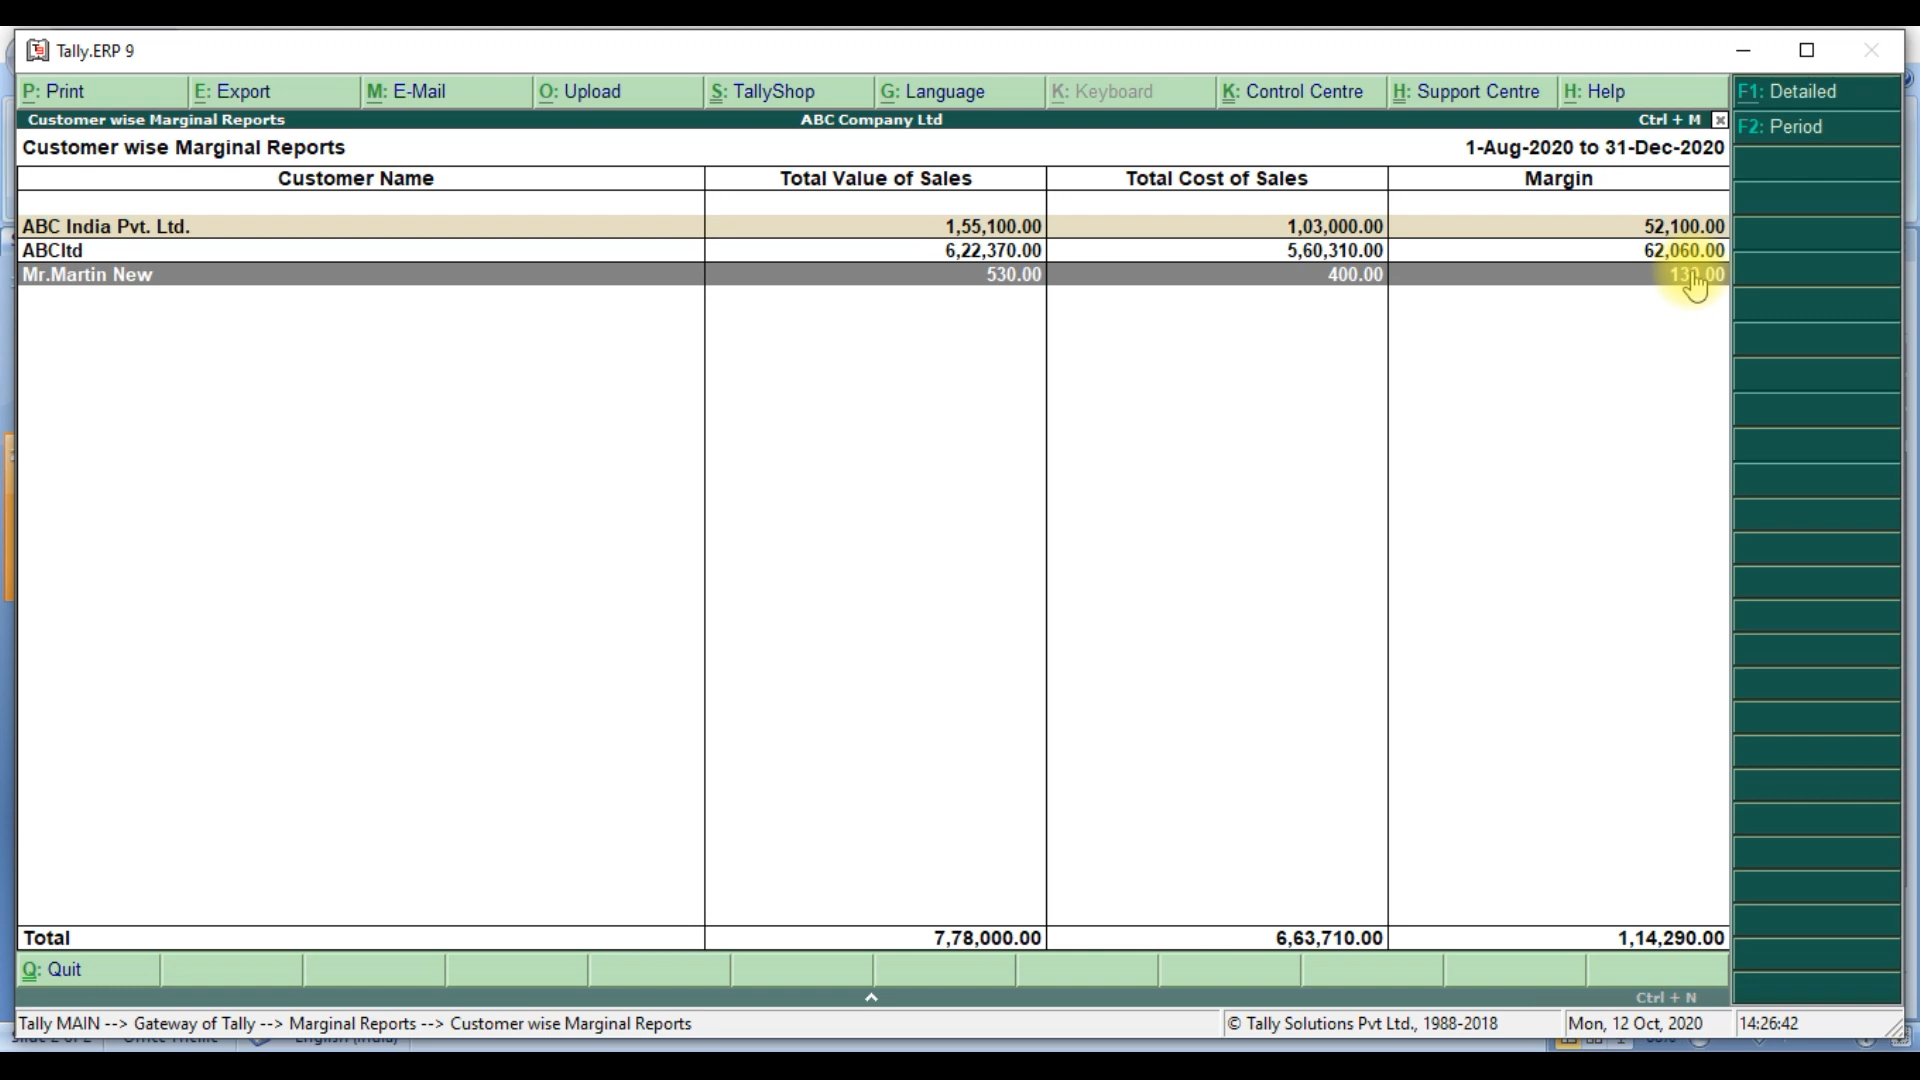 Tally.ERP 9
P: Print E: Export M: E-Mail O: Upload S: TallyShop G: Language K: Keyboard K: Control Centre H: Support Centre H: Help F1: Detailed
Customer wise Marginal Reports ABC Company Ltd Ctrl + M
F2: Period
Customer wise Marginal Reports 1-Aug-2020 to 31-Dec-2020
Customer Name Total Value of Sales Total Cost of Sales Margin
ABC India Pvt. Ltd. 1,55,100.00 1,03,000.00 52,100.00
ABCltd 6,22,370.00 5,60,310.00 62,060.00
Mr.Martin New 530.00 400.00 130.00
Total 7,78,000.00 6,63,710.00 1,14,290.00
Q: Quit
Ctrl + N
Tally MAIN --> Gateway of Tally --> Marginal Reports --> Customer wise Marginal Reports © Tally Solutions Pvt Ltd., 1988-2018 Mon, 12 Oct, 2020 14:26:42